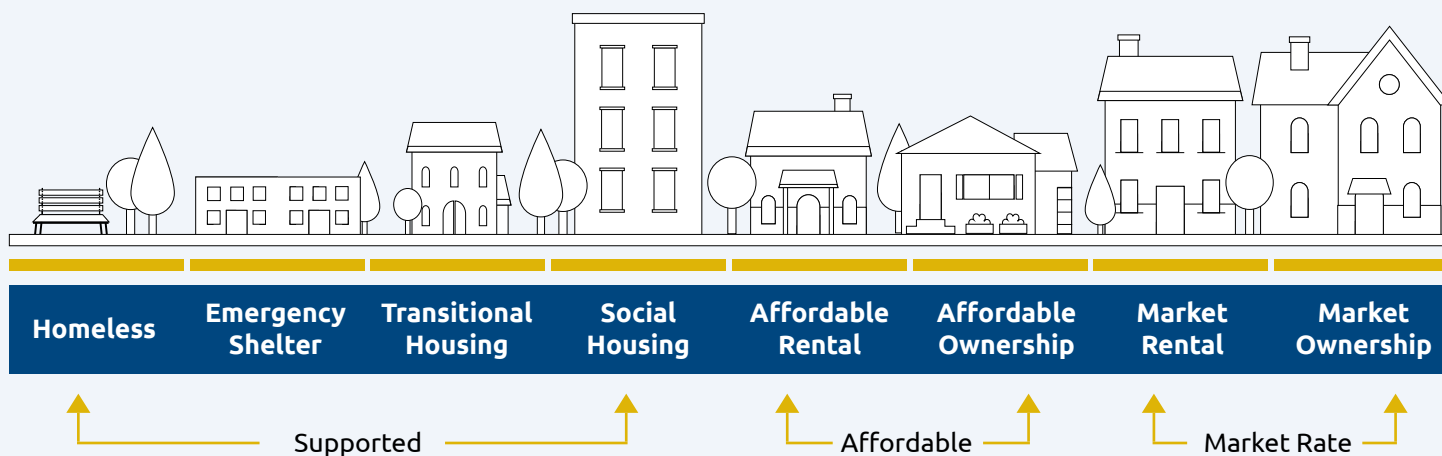 Homeless
Emergency
Shelter
Transitional
Housing
Social
Housing
Affordable
Rental
Affordable
Ownership
Market
Rental
Market
Ownership
Supported
Affordable
Market Rate